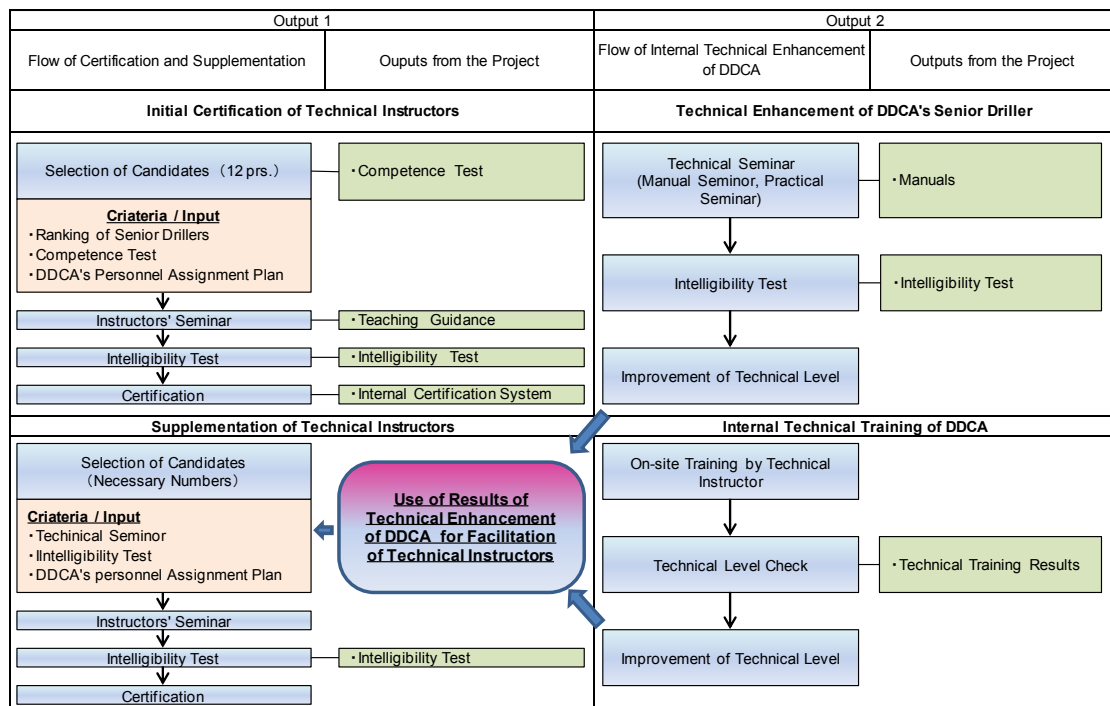 Output 1
Output 2
Flow of Certification and Supplementation
Ouputs from the Project
Flow of Internal Technical Enhancement
of DDCA
Outputs from the Project
Initial Certification of Technical Instructors
Technical Enhancement of DDCA's Senior Driller
Selection of Candidates（12 prs.）
・Competence Test
Criateria / Input
・Ranking of Senior Drillers
・Competence Test
・DDCA's Personnel Assignment Plan
Instructors' Seminar
・Teaching Guidance
Intelligibility Test
・Intelligibility Test
Certification
・Internal Certification System
Technical Seminar
(Manual Seminor, Practical
Seminar)
・Manuals
Intelligibility Test
・Intelligibility Test
Improvement of Technical Level
Supplementation of Technical Instructors
Internal Technical Training of DDCA
Selection of Candidates
（Necessary Numbers）
Criateria / Input
・Techinical Seminor
・IIntelligibility Test
・DDCA's personnel Assignment Plan
Instructors' Seminar
Intelligibility Test
・Intelligibility Test
Certification
Use of Results of
Technical Enhancement
of DDCA for Facilitation
of Technical Instructors
On-site Training by Technical
Instructor
Technical Level Check
・Technical Training Results
Improvement of Technical Level